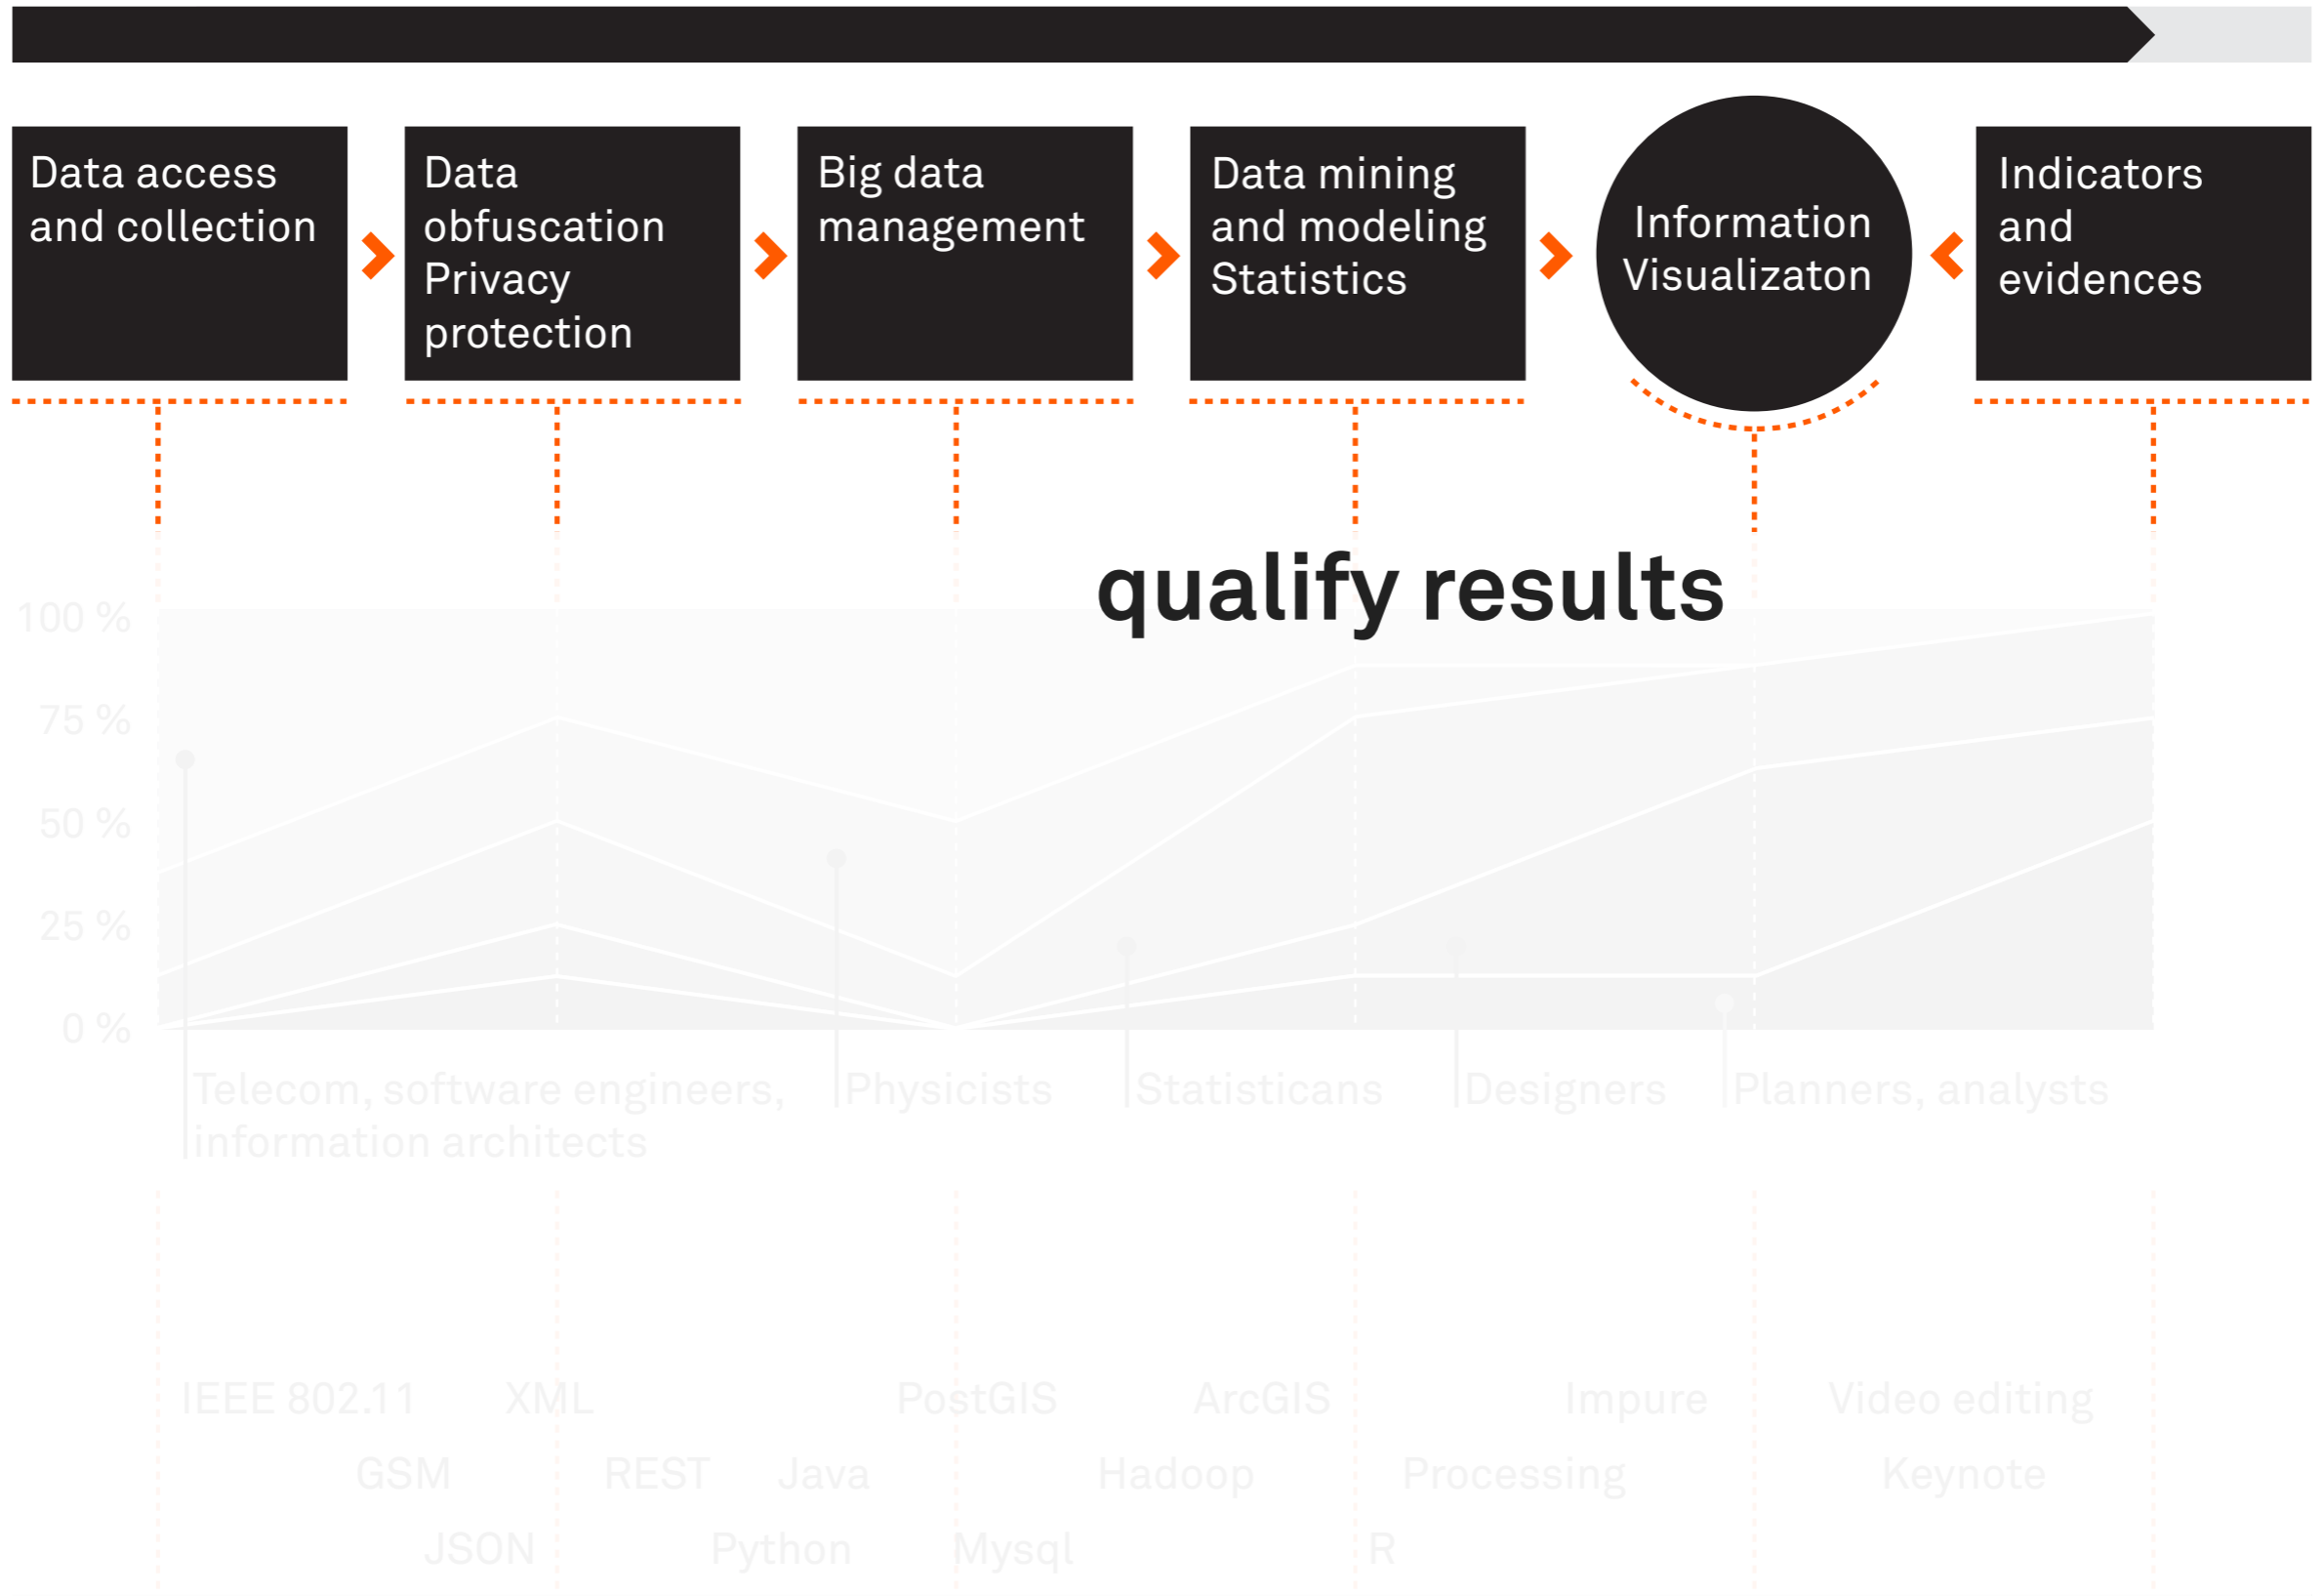 Data access
and collection
Data
obfuscation
Privacy
protection
Big data
management
Data mining
and modeling
Statistics
Information
Visualizaton
Indicators
and
evidences
qualify results
100 %
75 %
50 %
25 %
0 %
Telecom, software engineers,
information architects
Physicists
Statisticans
Designers
Planners, analysts
IEEE 802.11
XML
PostGIS
ArcGIS
Impure
Video editing
GSM
REST
Java
Hadoop
Processing
Keynote
JSON
Python
Mysql
R